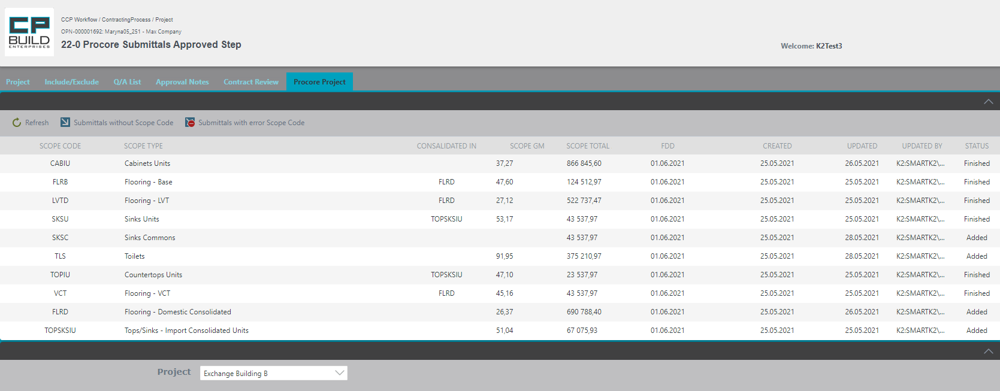 CP
BUILD
ENTERPRISES
CCP Workflow / ContractingProcess / Project
OPN-000001692: Maryna05_251 - Max Company
22-0 Procore Submittals Approved Step
Welcome: K2Test3
Project Include/Exclude Q/A List Approval Notes Contract Review Procore Project
Refresh Submittals without Scope Code Submittals with error Scope Code
SCOPE CODE SCOPE TYPE CONSALIDATED IN SCOPE GM SCOPE TOTAL FDD CREATED UPDATED UPDATED BY STATUS
CABIU Cabinets Units 37,27 866 845,60 01.06.2021 25.05.2021 26.05.2021 K2:SMARTK2\... Finished
FLRB Flooring - Base FLRD 47,60 124 512,97 01.06.2021 25.05.2021 25.05.2021 K2:SMARTK2\... Finished
LVTD Flooring - LVT FLRD 27,12 522 737,47 01.06.2021 25.05.2021 25.05.2021 K2:SMARTK2\... Finished
SKSU Sinks Units TOPSKSIU 53,17 43 537,97 01.06.2021 25.05.2021 25.05.2021 K2:SMARTK2\... Finished
SKSC Sinks Commons 43 537,97 01.06.2021 25.05.2021 28.05.2021 K2:SMARTK2\... Added
TLS Toilets 91,95 375 210,97 01.06.2021 25.05.2021 28.05.2021 K2:SMARTK2\... Added
TOPIU Countertops Units TOPSKSIU 47,10 23 537,97 01.06.2021 25.05.2021 25.05.2021 K2:SMARTK2\... Finished
VCT Flooring - VCT FLRD 45,16 43 537,97 01.06.2021 25.05.2021 25.05.2021 K2:SMARTK2\... Finished
FLRD Flooring - Domestic Consolidated 26,37 690 788,40 01.06.2021 25.05.2021 26.05.2021 K2:SMARTK2\... Added
TOPSKSIU Tops/Sinks - Import Consolidated Units 51,04 67 075,93 01.06.2021 25.05.2021 25.05.2021 K2:SMARTK2\... Added
Project Exchange Building B